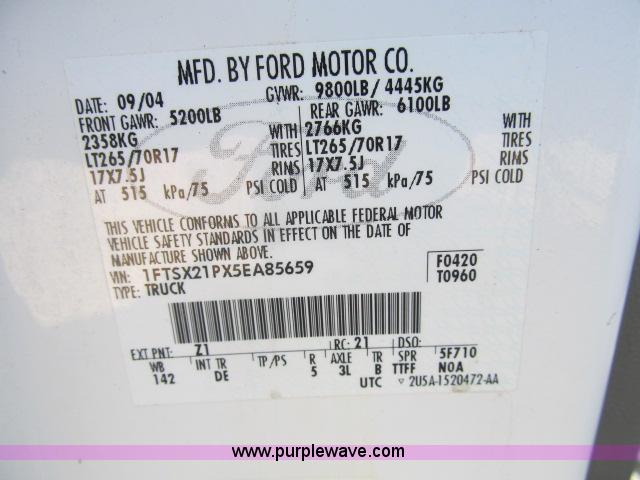 MFD. BY FORD MOTOR CO.
DATE: 09/04 GVWR: 9800LB/ 4445KG
FRONT GAWR: 5200LB REAR GAWR: 6100LB
2358KG WITH 2766KG WITH
LT265/70R17 TIRES LT265/70R17 TIRES
17X7.5J RIMS 17X7.5J RIMS
AT 515 kPa/75 PSI COLD AT 515 kPa/75 PSI COLD
Ford
THIS VEHICLE CONFORMS TO ALL APPLICABLE FEDERAL MOTOR
VEHICLE SAFETY STANDARDS IN EFFECT ON THE DATE OF
MANUFACTURE SHOWN ABOVE.
VIN: 1FTSX21PX5EA85659 F0420
TYPE: TRUCK T0960
EXT PNT: Z1 RC: 21 DSO:
WB INT TR TP/PS R AXLE TR SPR 5F710
142 DE 5 3L B TTFF NOA
UTC ▽ 2U5A-1520472-AA
www.purplewave.com